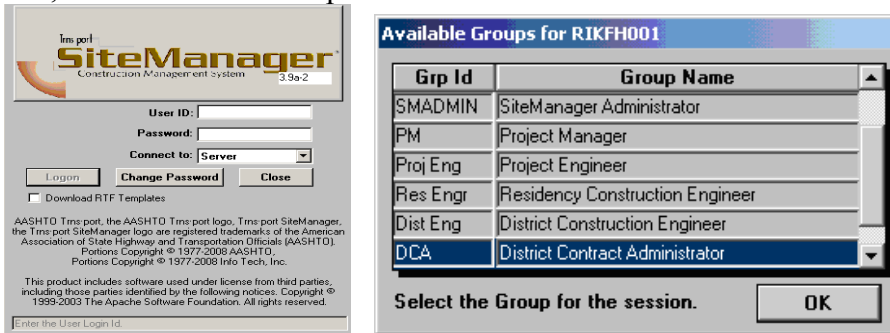 Trns·port
SiteManager
Construction Management System
3.9a-2
User ID:
Password:
Connect to: Server
Logon Change Password Close
Download RTF Templates
AASHTO Trns·port, the AASHTO Trns·port logo, Trns·port SiteManager,
the Trns·port SiteManager logo are registered trademarks of the American
Association of State Highway and Transportation Officials (AASHTO).
Portions Copyright © 1977-2008 AASHTO,
Portions Copyright © 1977-2008 Info Tech, Inc.
This product includes software used under license from third parties,
including those parties identified by the following notices. Copyright ©
1999-2003 The Apache Software Foundation. All rights reserved.
Enter the User Login Id.
Available Groups for RIKFH001
Grp Id Group Name
SMADMIN SiteManager Administrator
PM Project Manager
Proj Eng Project Engineer
Res Engr Residency Construction Engineer
Dist Eng District Construction Engineer
DCA District Contract Administrator
Select the Group for the session. OK